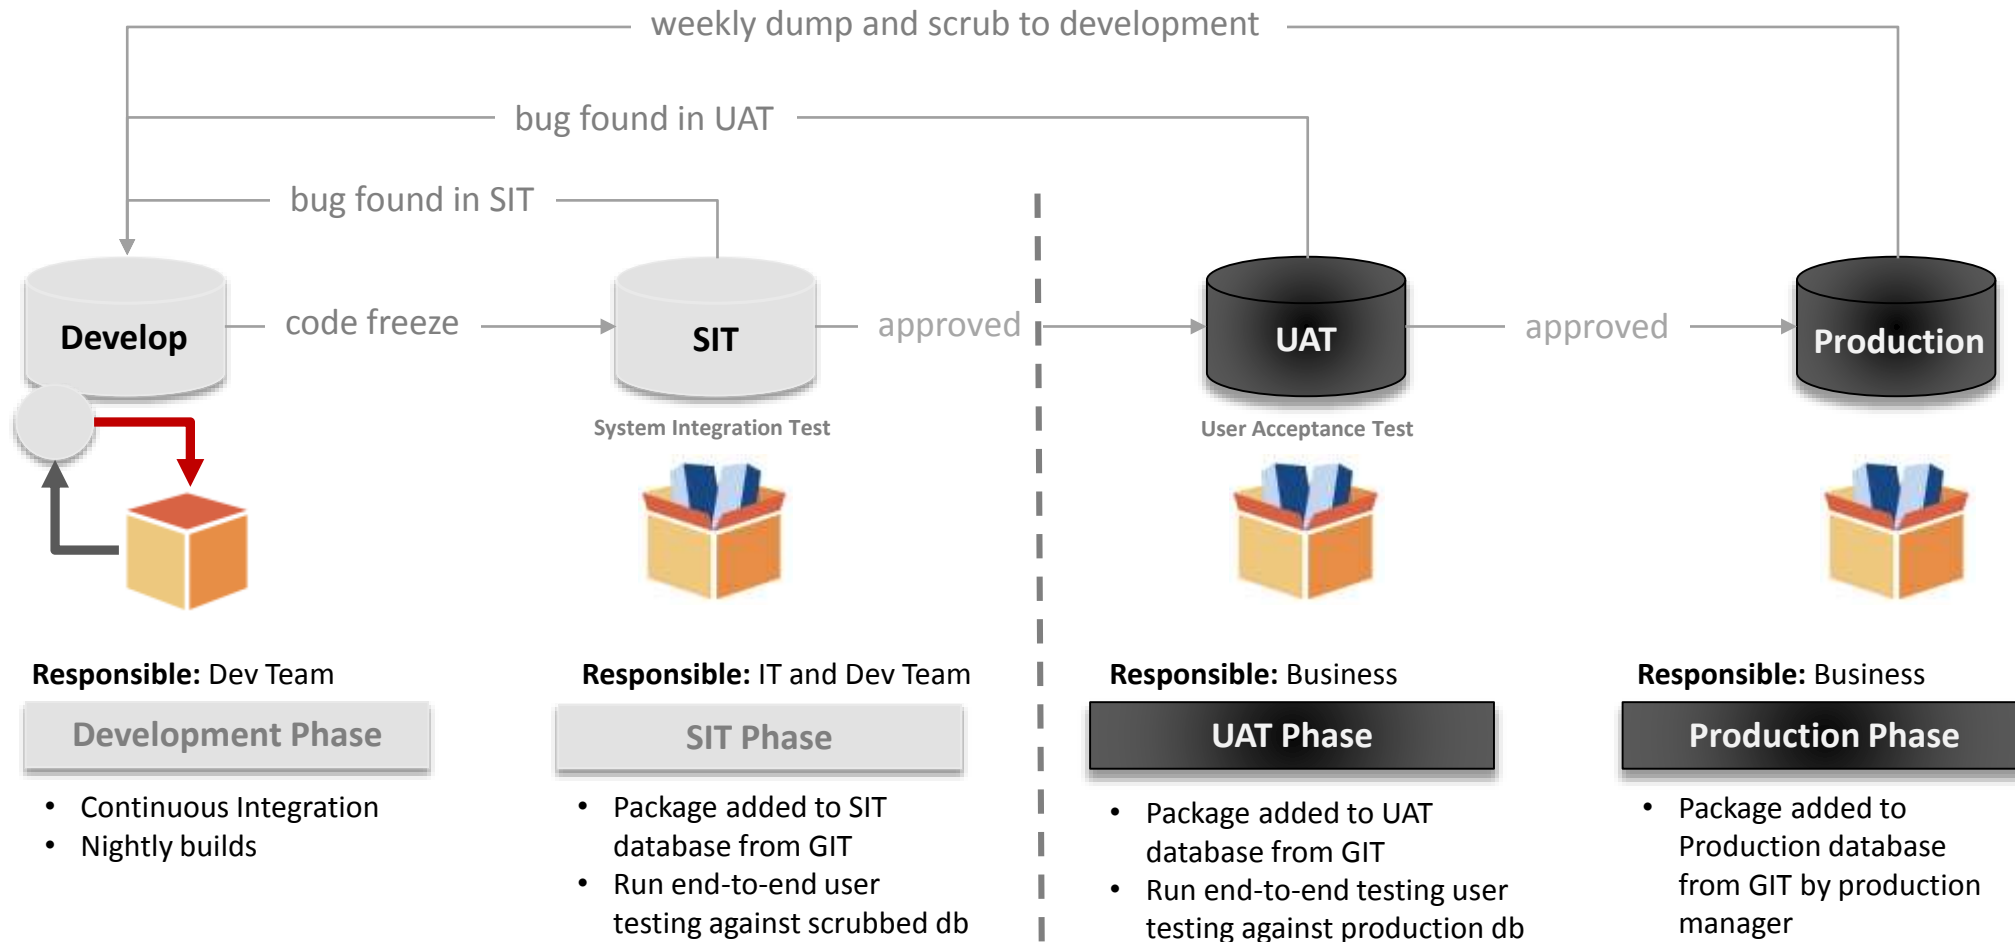 weekly dump and scrub to development
bug found in UAT
bug found in SIT
Develop
code freeze
SIT
approved
UAT
approved
Production
System Integration Test
User Acceptance Test
Responsible: Dev Team
Development Phase
• Continuous Integration
• Nightly builds
Responsible: IT and Dev Team
SIT Phase
• Package added to SIT
database from GIT
• Run end-to-end user
testing against scrubbed db
Responsible: Business
UAT Phase
• Package added to UAT
database from GIT
• Run end-to-end testing user
testing against production db
Responsible: Business
Production Phase
• Package added to
Production database
from GIT by production
manager